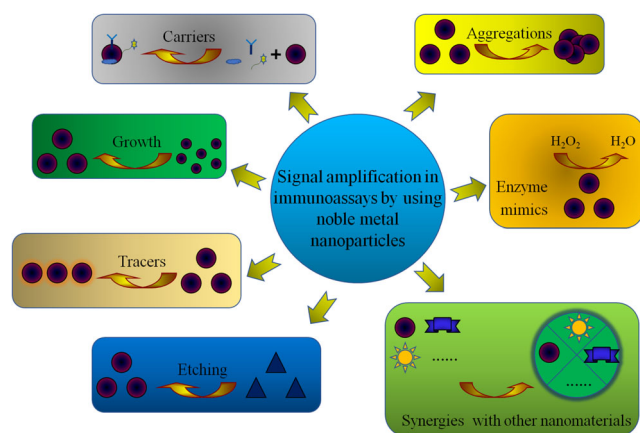 Carriers
+
Aggregations
Growth
Signal amplification in
immunoassays by using
noble metal
nanoparticles
H₂O₂ H₂O
Enzyme
mimics
Tracers
Etching
......
......
Synergies with other nanomaterials